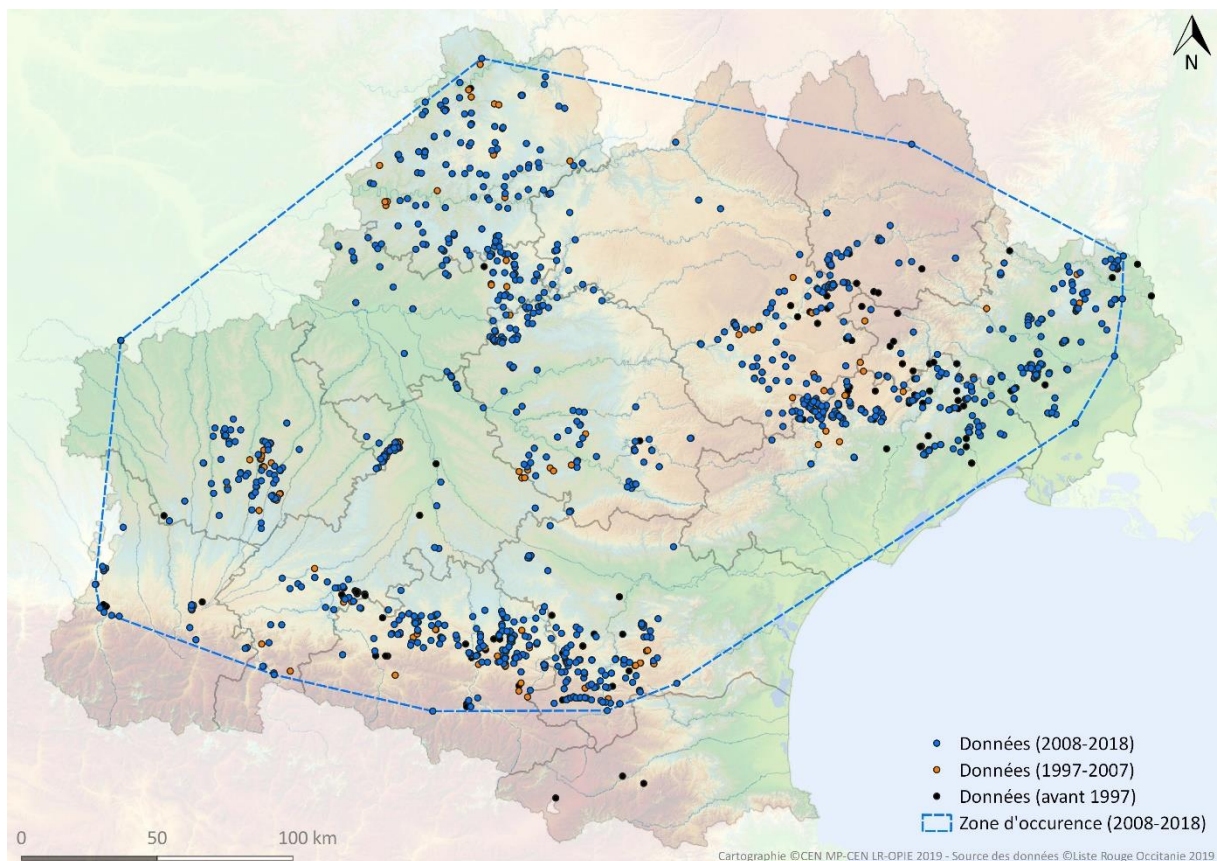 N
Données (2008-2018)
Données (1997-2007)
Données (avant 1997)
Zone d'occurence (2008-2018)
0 50 100 km
Cartographie ©CEN MP-CEN LR-OPIE 2019 - Source des données ©Liste Rouge Occitanie 2019